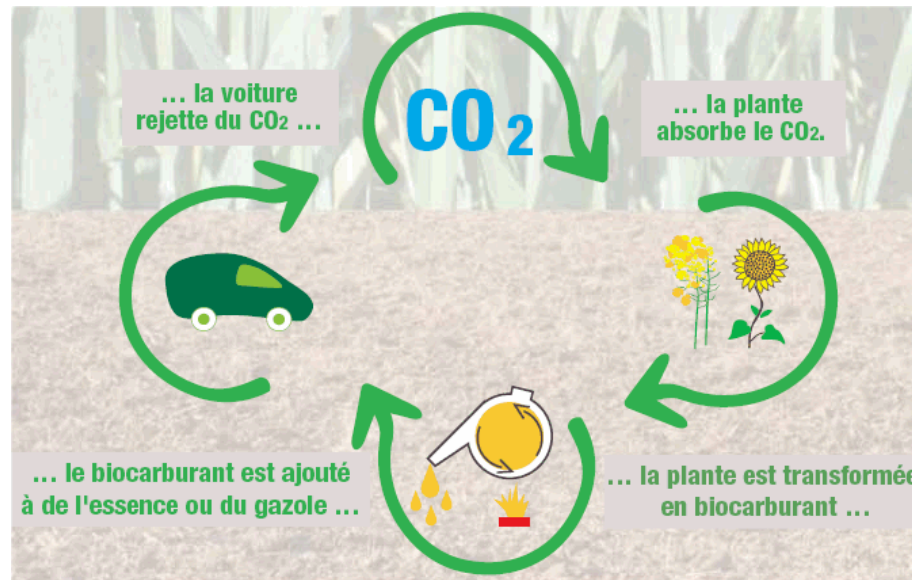 ... la voiture
rejette du CO₂ ...
CO₂
... la plante
absorbe le CO₂.
... le biocarburant est ajouté
à de l'essence ou du gazole ...
... la plante est transformée
en biocarburant ...